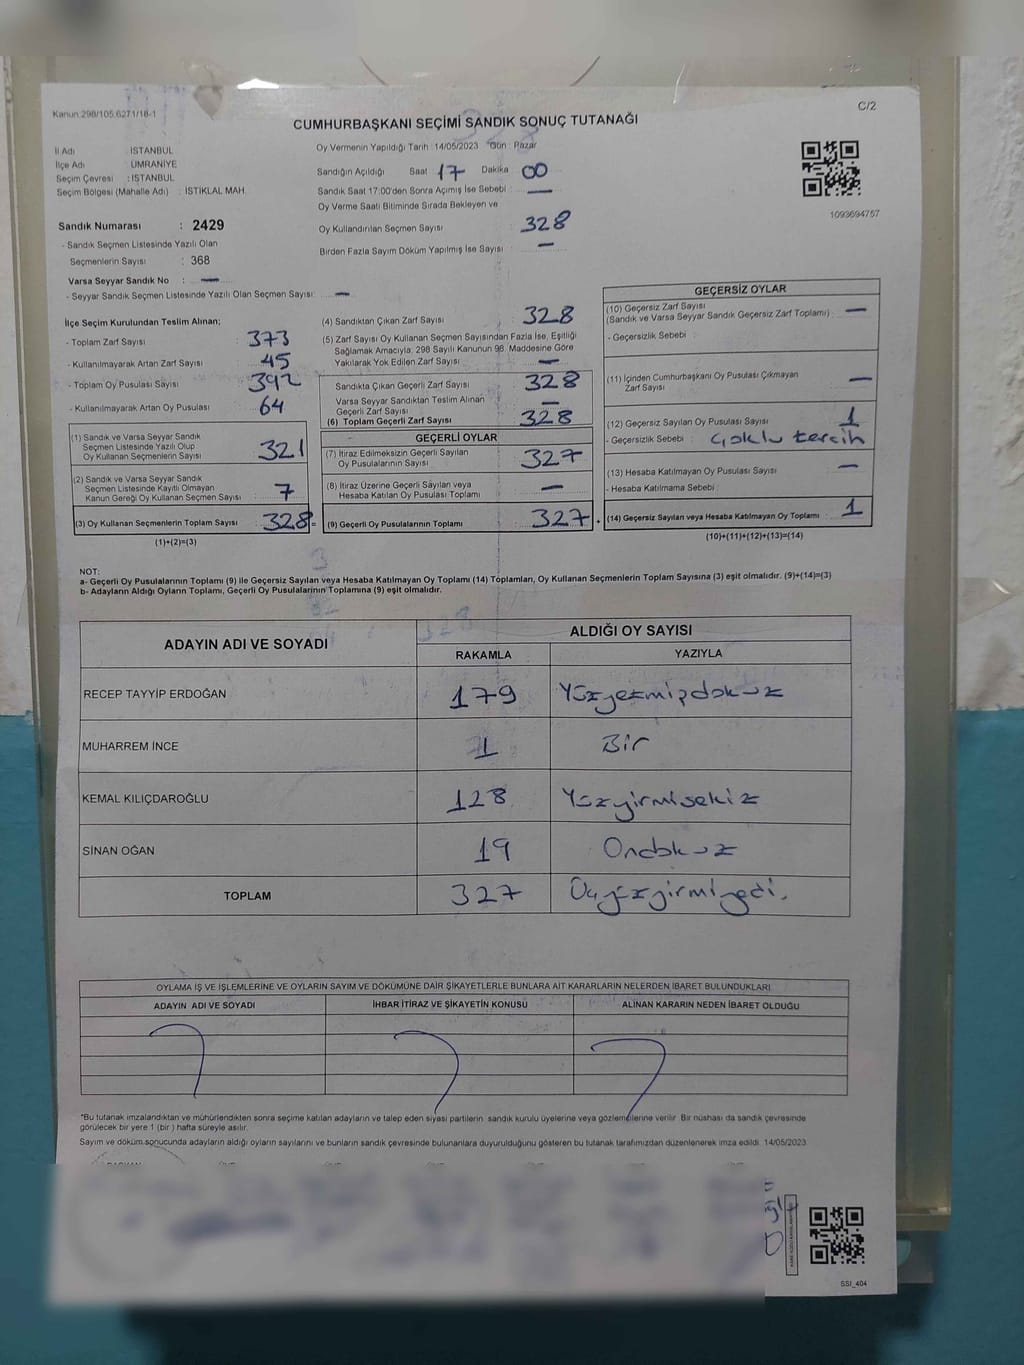 Kanun:298/105;6271/18-1
C/2
CUMHURBAŞKANI SEÇİMİ SANDIK SONUÇ TUTANAĞI
İl Adı : İSTANBUL
İlçe Adı : ÜMRANİYE
Seçim Çevresi : İSTANBUL
Seçim Bölgesi (Mahalle Adı) : İSTİKLAL MAH.
Sandık Numarası : 2429
- Sandık Seçmen Listesinde Yazılı Olan
Seçmenlerin Sayısı : 368
Varsa Seyyar Sandık No : —
- Seyyar Sandık Seçmen Listesinde Yazılı Olan Seçmen Sayısı: —
Oy Vermenin Yapıldığı Tarih : 14/05/2023 Gün : Pazar
Sandığın Açıldığı Saat 17 Dakika 00
Sandık Saat 17:00'den Sonra Açımış İse Sebebi : —
Oy Verme Saati Bitiminde Sırada Bekleyen ve
Oy Kullandırılan Seçmen Sayısı : 328
Birden Fazla Sayım Döküm Yapılmış İse Sayısı : —
1093694757
İlçe Seçim Kurulundan Teslim Alınan;
- Toplam Zarf Sayısı : 373
- Kullanılmayarak Artan Zarf Sayısı : 45
- Toplam Oy Pusulası Sayısı : 392
- Kullanılmayarak Artan Oy Pusulası : 64
(1) Sandık ve Varsa Seyyar Sandık
Seçmen Listesinde Yazılı Olup
Oy Kullanan Seçmenlerin Sayısı : 321
(2) Sandık ve Varsa Seyyar Sandık
Seçmen Listesinde Kayıtlı Olmayan
Kanun Gereği Oy Kullanan Seçmen Sayısı : 7
(3) Oy Kullanan Seçmenlerin Toplam Sayısı : 328=
(1)+(2)=(3)
(4) Sandıktan Çıkan Zarf Sayısı : 328
(5) Zarf Sayısı Oy Kullanan Seçmen Sayısından Fazla İse, Eşitliği
Sağlamak Amacıyla, 298 Sayılı Kanunun 98. Maddesine Göre
Yakılarak Yok Edilen Zarf Sayısı : —
Sandıkta Çıkan Geçerli Zarf Sayısı : 328
Varsa Seyyar Sandıktan Teslim Alınan
Geçerli Zarf Sayısı : —
(6) Toplam Geçerli Zarf Sayısı : 328
GEÇERLİ OYLAR
(7) İtiraz Edilmeksizin Geçerli Sayılan
Oy Pusulalarının Sayısı : 327
(8) İtiraz Üzerine Geçerli Sayılan veya
Hesaba Katılan Oy Pusulası Toplamı : —
(9) Geçerli Oy Pusulalarının Toplamı : 327 +
GEÇERSİZ OYLAR
(10) Geçersiz Zarf Sayısı
(Sandık ve Varsa Seyyar Sandık Geçersiz Zarf Toplamı) : —
- Geçersizlik Sebebi :
(11) İçinden Cumhurbaşkanı Oy Pusulası Çıkmayan
Zarf Sayısı : —
(12) Geçersiz Sayılan Oy Pusulası Sayısı : 1
- Geçersizlik Sebebi : çoklu tercih
(13) Hesaba Katılmayan Oy Pusulası Sayısı : —
- Hesaba Katılmama Sebebi :
(14) Geçersiz Sayılan veya Hesaba Katılmayan Oy Toplamı : 1
(10)+(11)+(12)+(13)=(14)
NOT:
a- Geçerli Oy Pusulalarının Toplamı (9) ile Geçersiz Sayılan veya Hesaba Katılmayan Oy Toplamı (14) Toplamları, Oy Kullanan Seçmenlerin Toplam Sayısına (3) eşit olmalıdır. (9)+(14)=(3)
b- Adayların Aldığı Oyların Toplamı, Geçerli Oy Pusulalarının Toplamına (9) eşit olmalıdır.
ADAYIN ADI VE SOYADI
ALDIĞI OY SAYISI
RAKAMLA YAZIYLA
RECEP TAYYİP ERDOĞAN 179 Yüzyetmişdokuz
MUHARREM İNCE 1 Bir
KEMAL KILIÇDAROĞLU 128 Yüzyirmisekiz
SİNAN OĞAN 19 Ondokuz
TOPLAM 327 Üçyüzyirmiyedi.
OYLAMA İŞ VE İŞLEMLERİNE VE OYLARIN SAYIM VE DÖKÜMÜNE DAİR ŞİKAYETLERLE BUNLARA AİT KARARLARIN NELERDEN İBARET BULUNDUKLARI
ADAYIN ADI VE SOYADI İHBAR İTİRAZ VE ŞİKAYETİN KONUSU ALINAN KARARIN NEDEN İBARET OLDUĞU
*Bu tutanak imzalandıktan ve mühürlendikten sonra seçime katılan adayların ve talep eden siyasi partilerin sandık kurulu üyelerine veya gözlemcilerine verilir. Bir nüshası da sandık çevresinde
görülecek bir yere 1 (bir) hafta süreyle asılır.
Sayım ve döküm sonucunda adayların aldığı oyların sayılarını ve bunların sandık çevresinde bulunanlara duyurulduğunu gösteren bu tutanak tarafımızdan düzenlenerek imza edildi. 14/05/2023
SSI_404